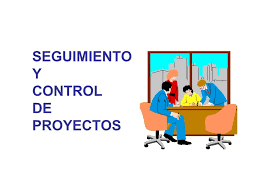 SEGUIMIENTO
Y
CONTROL
DE
PROYECTOS